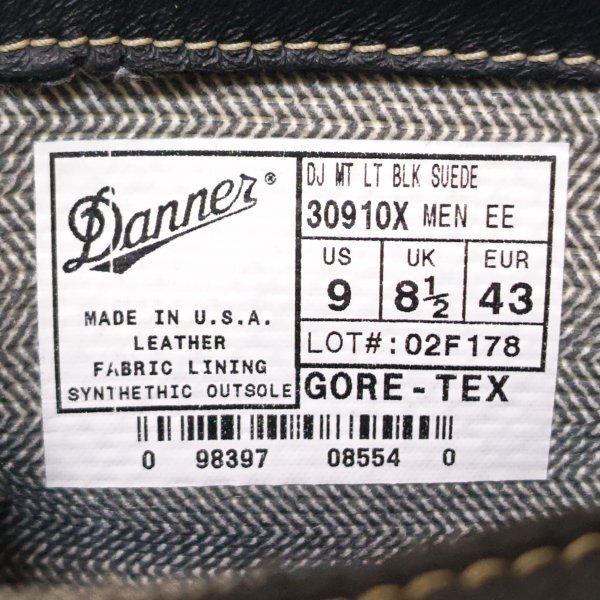 Danner®
MADE IN U.S.A.
LEATHER
FABRIC LINING
SYNTHETHIC OUTSOLE
DJ MT LT BLK SUEDE
30910X MEN EE
US UK EUR
9 8½ 43
LOT#:02F178
GORE-TEX
0 98397 08554 0